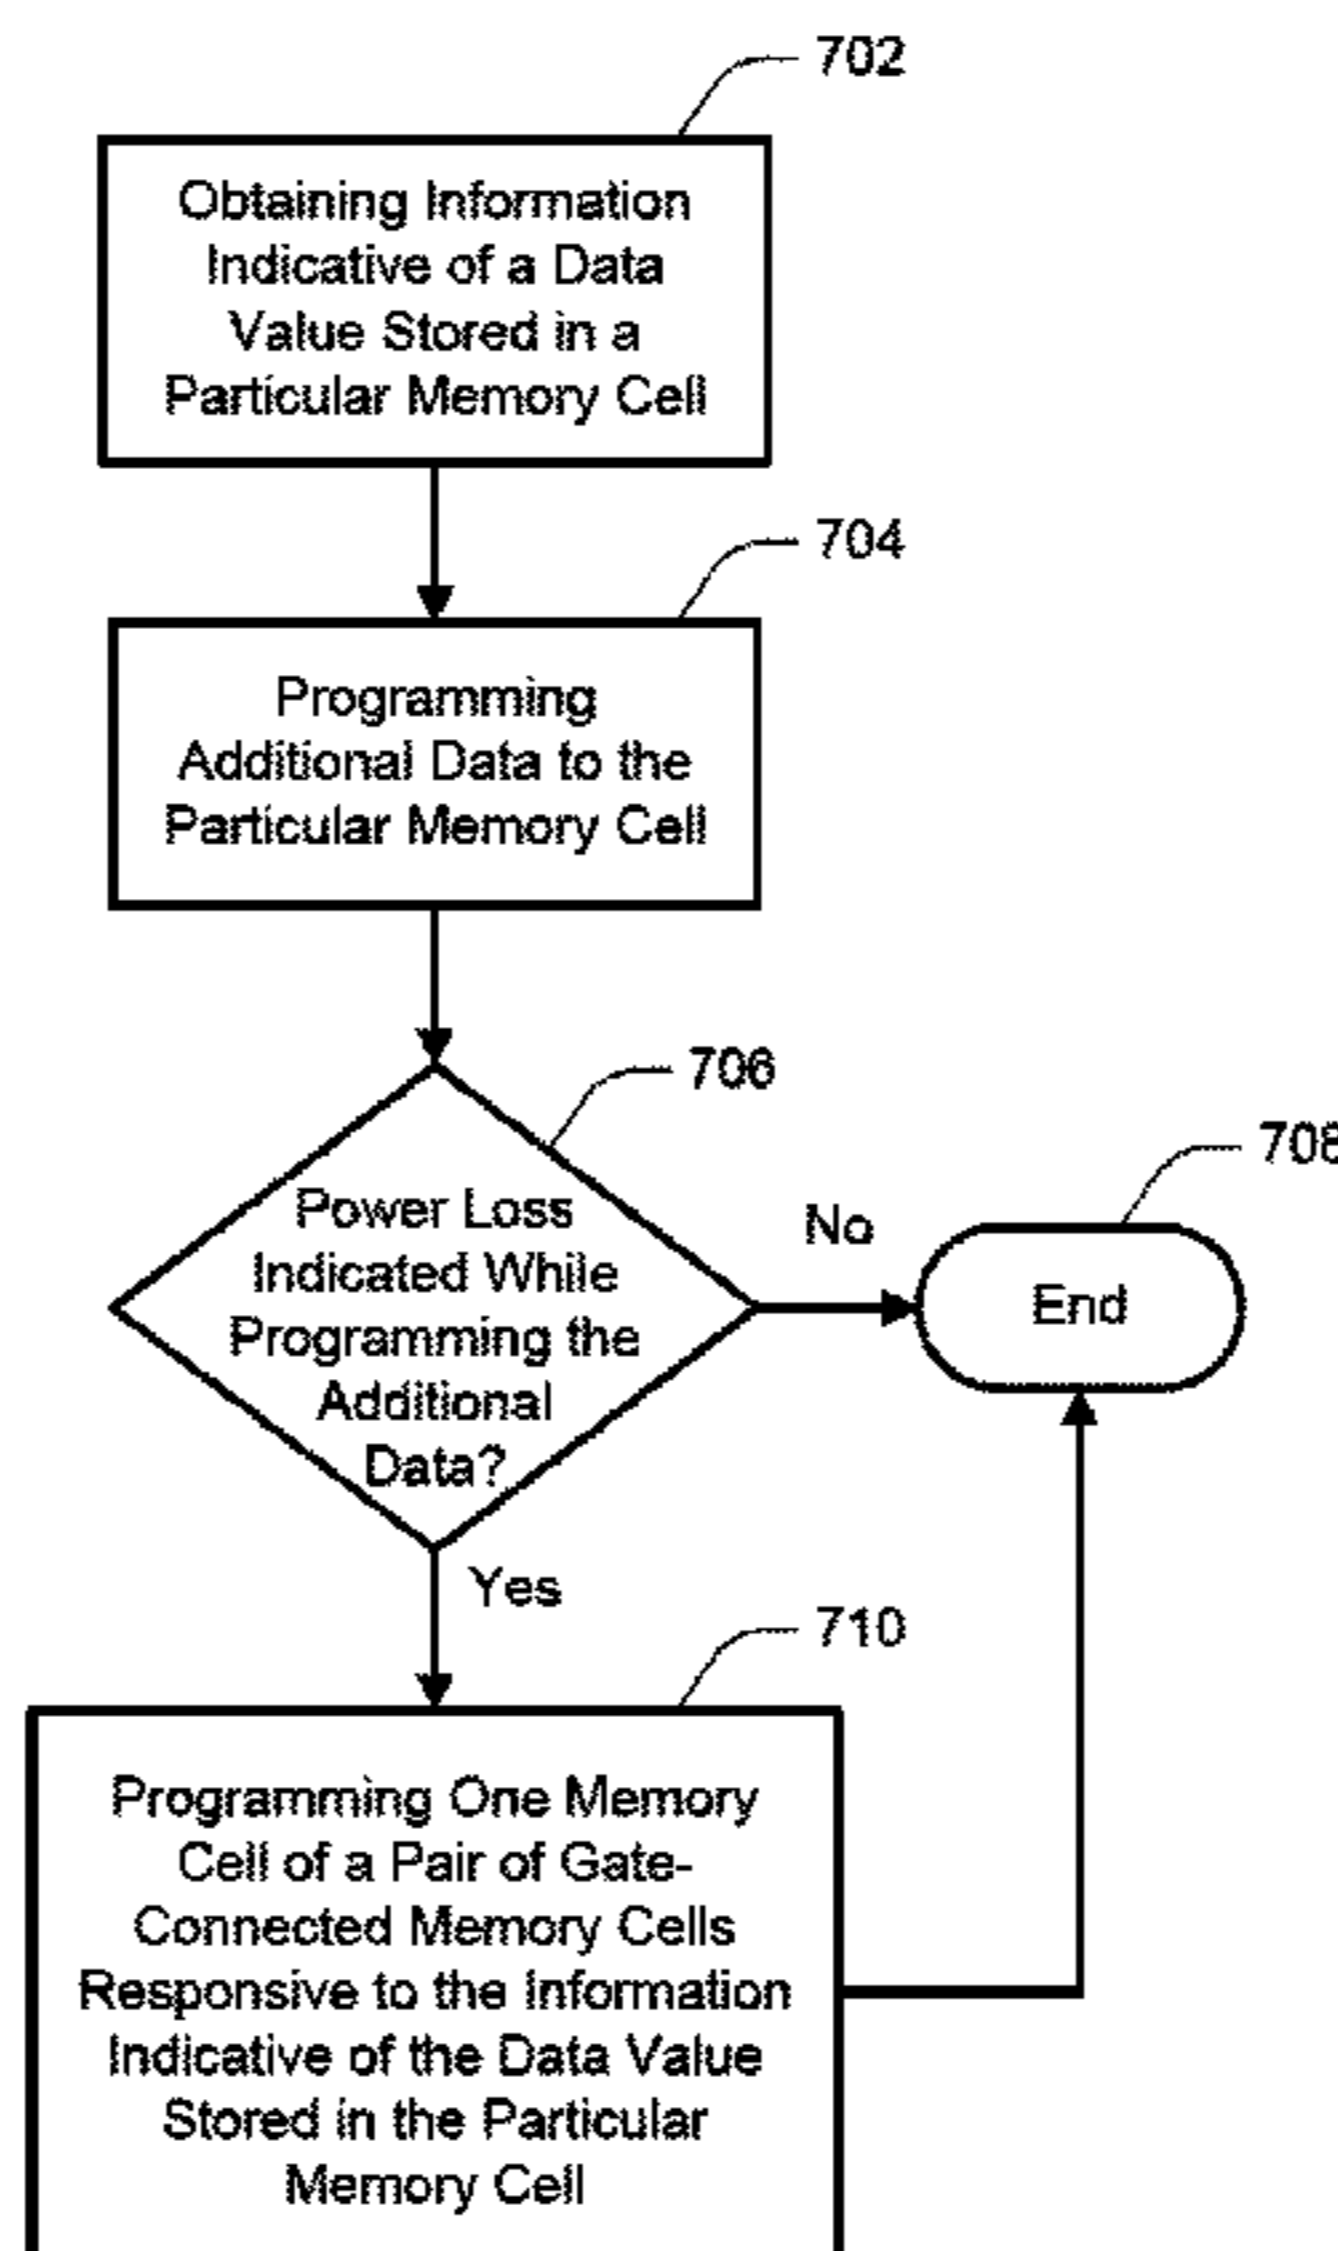 702
Obtaining Information
Indicative of a Data
Value Stored in a
Particular Memory Cell
704
Programming
Additional Data to the
Particular Memory Cell
706
Power Loss
Indicated While
Programming the
Additional
Data?
No
708
End
Yes
710
Programming One Memory
Cell of a Pair of Gate-
Connected Memory Cells
Responsive to the Information
Indicative of the Data Value
Stored in the Particular
Memory Cell